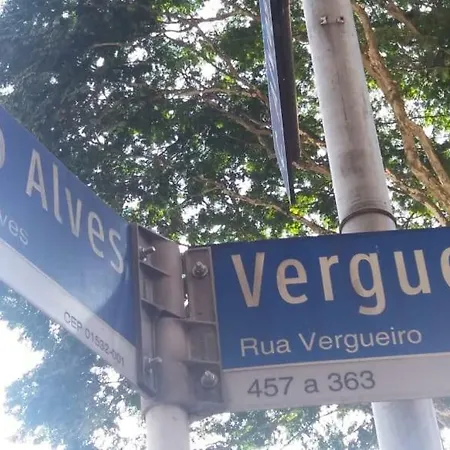 Alves
CEP 01532-001
Vergue
Rua Vergueiro
457 a 363